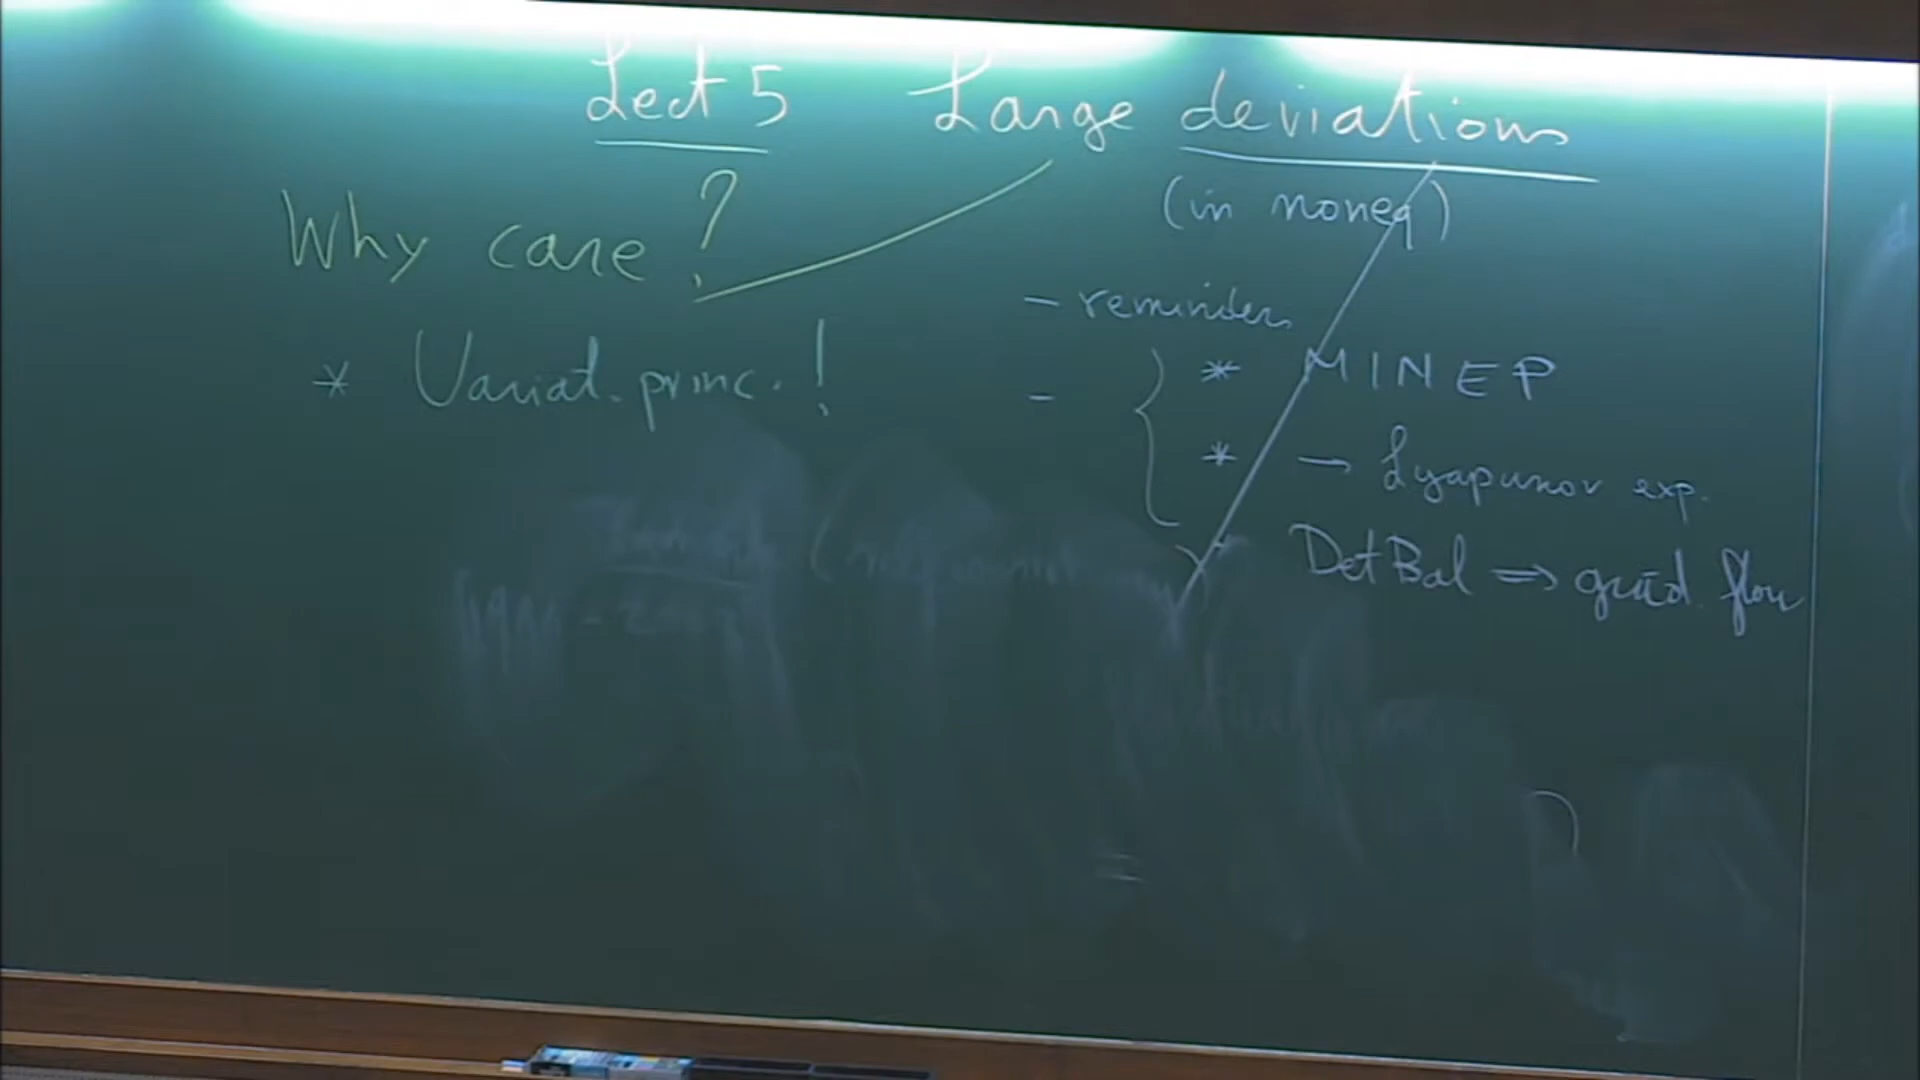 Lect 5 Large deviations
(in noneq)
Why care?
* Variat. princ.!
- reminder
- { * MINEP
* → Lyapunov exp.
* DetBal ⇒ grad. flow